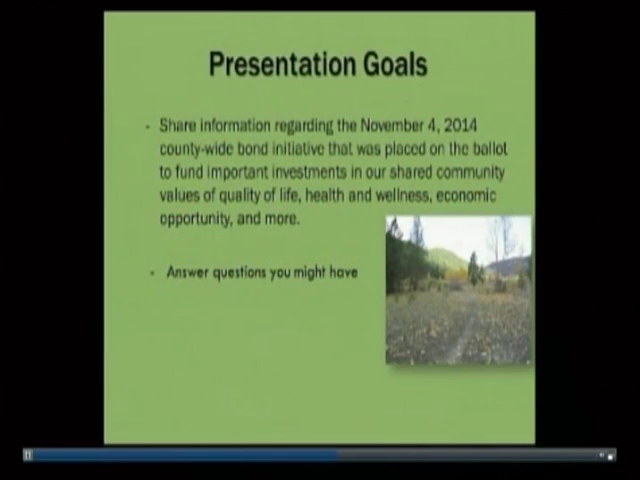 Presentation Goals
- Share information regarding the November 4, 2014
county-wide bond initiative that was placed on the ballot
to fund important investments in our shared community
values of quality of life, health and wellness, economic
opportunity, and more.
- Answer questions you might have